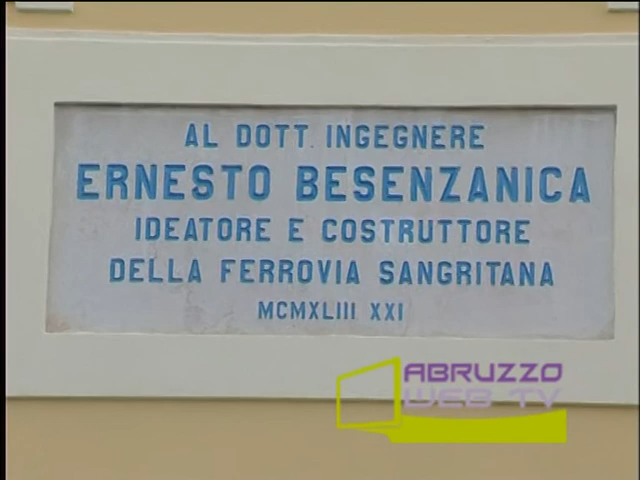 AL DOTT. INGEGNERE
ERNESTO BESENZANICA
IDEATORE E COSTRUTTORE
DELLA FERROVIA SANGRITANA
MCMXLIII XXI
ABRUZZO
WEB TV